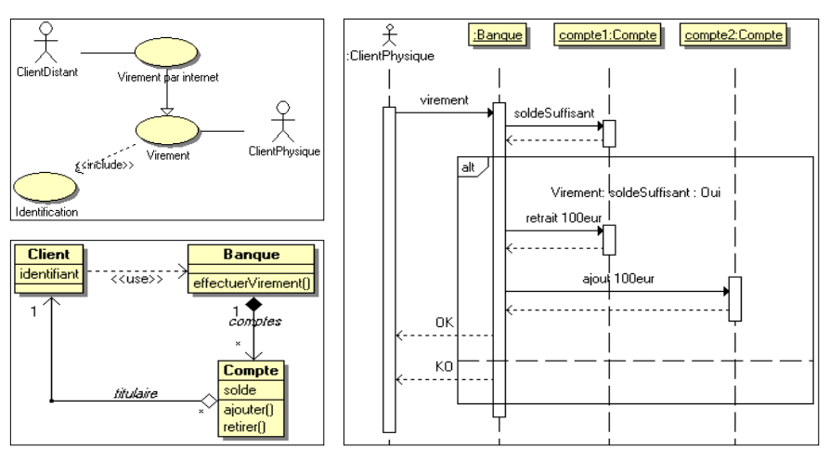 ClientDistant
Virement par internet
Virement
ClientPhysique
<<include>>
Identification
Client
identifiant
<<use>>
Banque
effectuerVirement()
1
1
comptes
*
Compte
solde
ajouter()
retirer()
titulaire
*
:ClientPhysique
:Banque
compte1:Compte
compte2:Compte
virement
soldeSuffisant
alt
Virement: soldeSuffisant : Oui
retrait 100eur
ajout 100eur
OK
KO